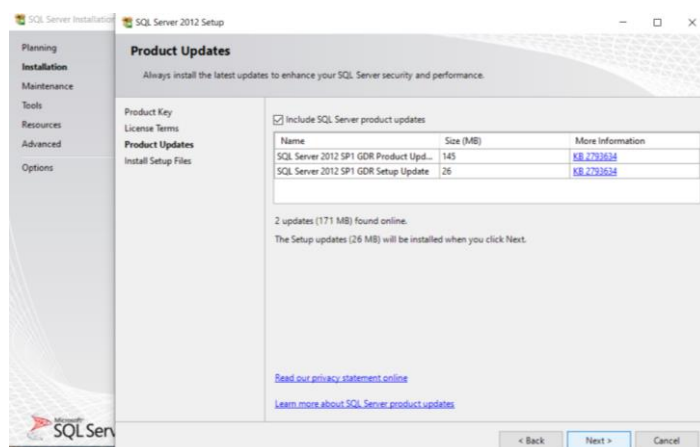 SQL Server Installation
SQL Server 2012 Setup
Planning
Installation
Maintenance
Tools
Resources
Advanced
Options
Microsoft
SQL Serv
Product Updates
Always install the latest updates to enhance your SQL Server security and performance.
Product Key
License Terms
Product Updates
Install Setup Files
Include SQL Server product updates
Name Size (MB) More Information
SQL Server 2012 SP1 GDR Product Upd... 145 KB 2793634
SQL Server 2012 SP1 GDR Setup Update 26 KB 2793634
2 updates (171 MB) found online.
The Setup updates (26 MB) will be installed when you click Next.
Read our privacy statement online
Learn more about SQL Server product updates
< Back Next > Cancel